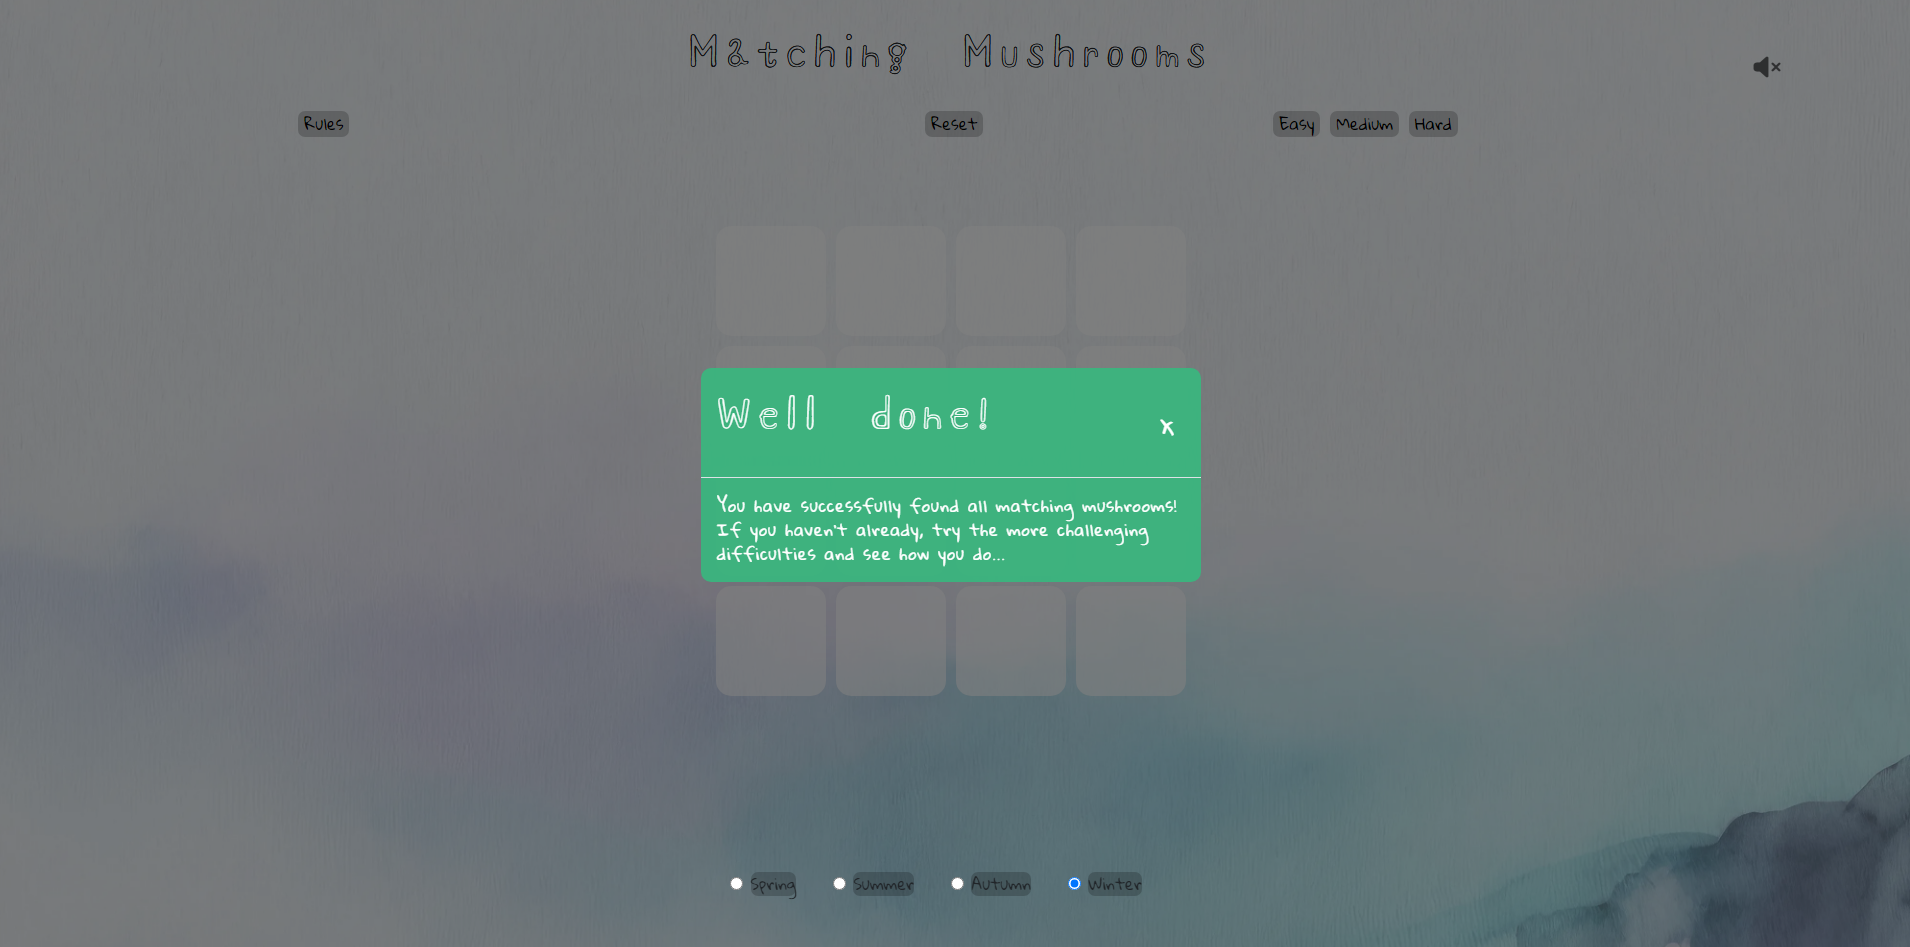 Matching Mushrooms
Rules
Reset
Easy Medium Hard
Well done!
x
You have successfully found all matching mushrooms!
If you haven't already, try the more challenging
difficulties and see how you do...
Spring Summer Autumn Winter